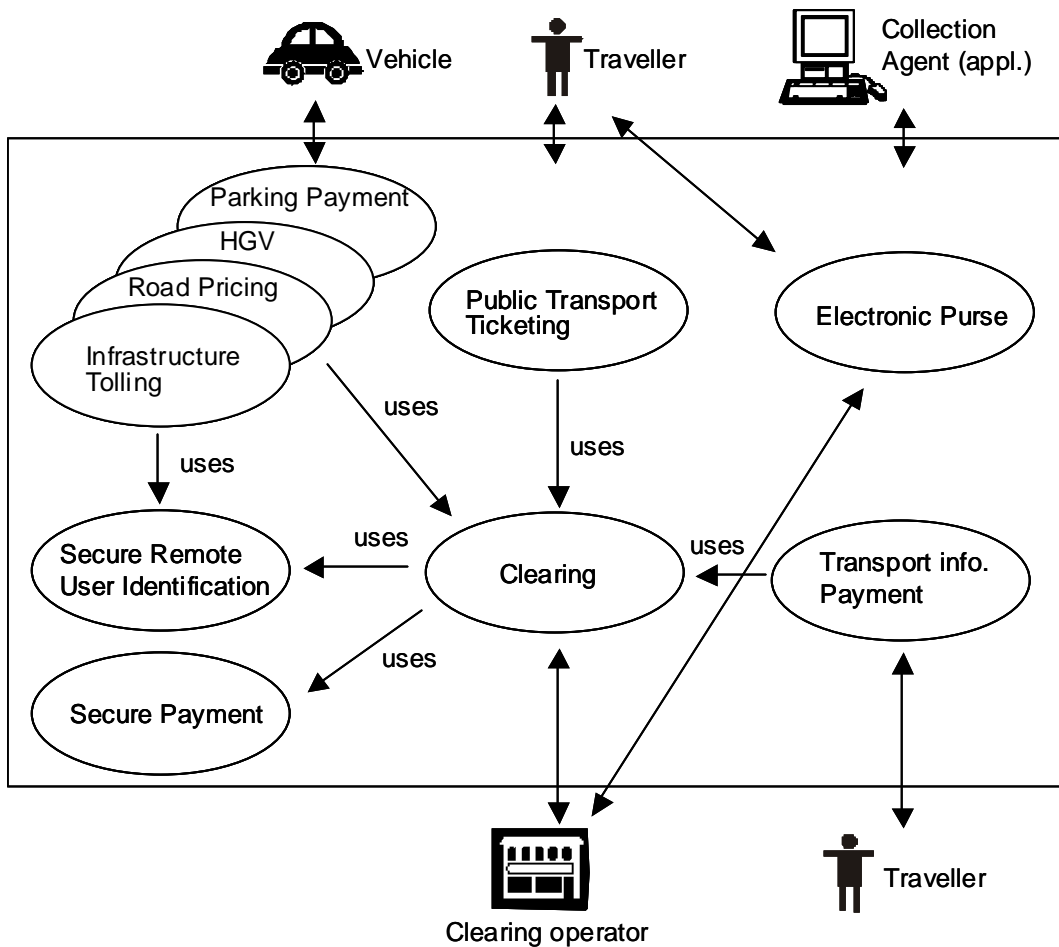 Vehicle
Traveller
Collection
Agent (appl.)
Parking Payment
HGV
Road Pricing
Infrastructure
Tolling
Public Transport
Ticketing
Electronic Purse
uses
uses
uses
Secure Remote
User Identification
uses
Clearing
uses
Transport info.
Payment
uses
Secure Payment
Clearing operator
Traveller